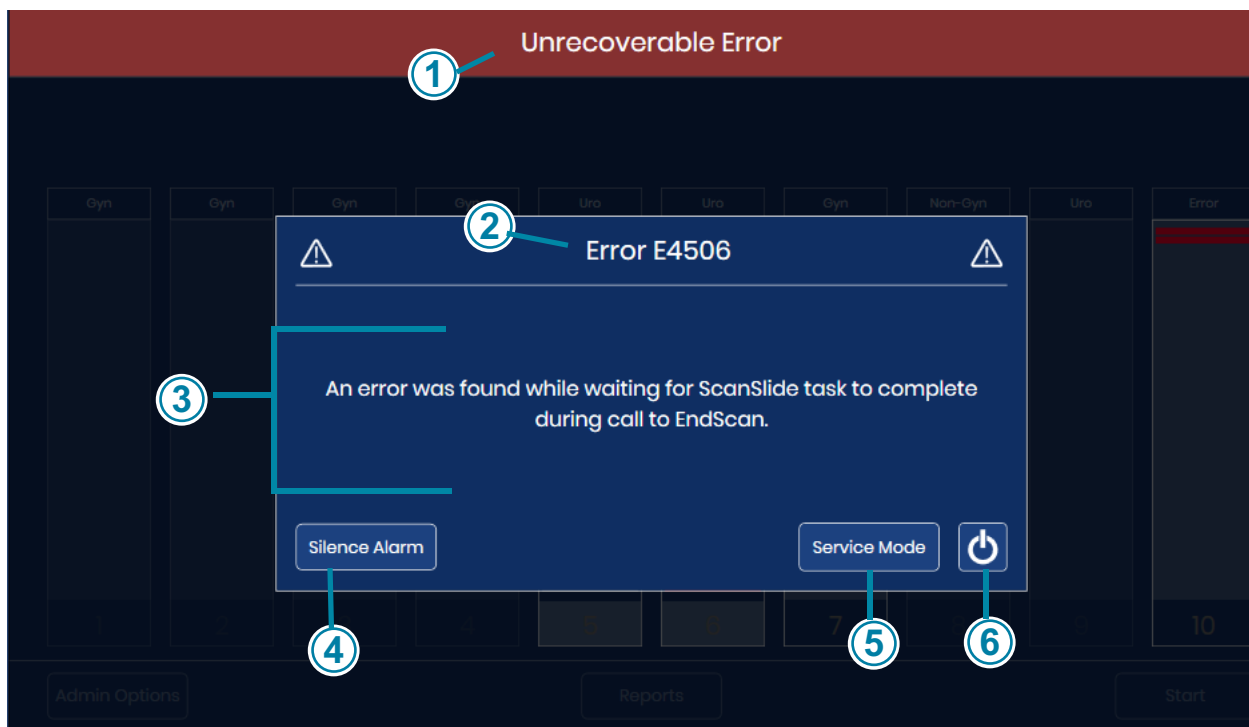 Unrecoverable Error
1
Gyn Gyn Gyn Gyn Uro Uro Gyn Non-Gyn Uro Error
2
Error E4506
3
An error was found while waiting for ScanSlide task to complete
during call to EndScan.
Silence Alarm Service Mode
1 2 4 5 6 7 9 10
4 5 6
Admin Options Reports Start